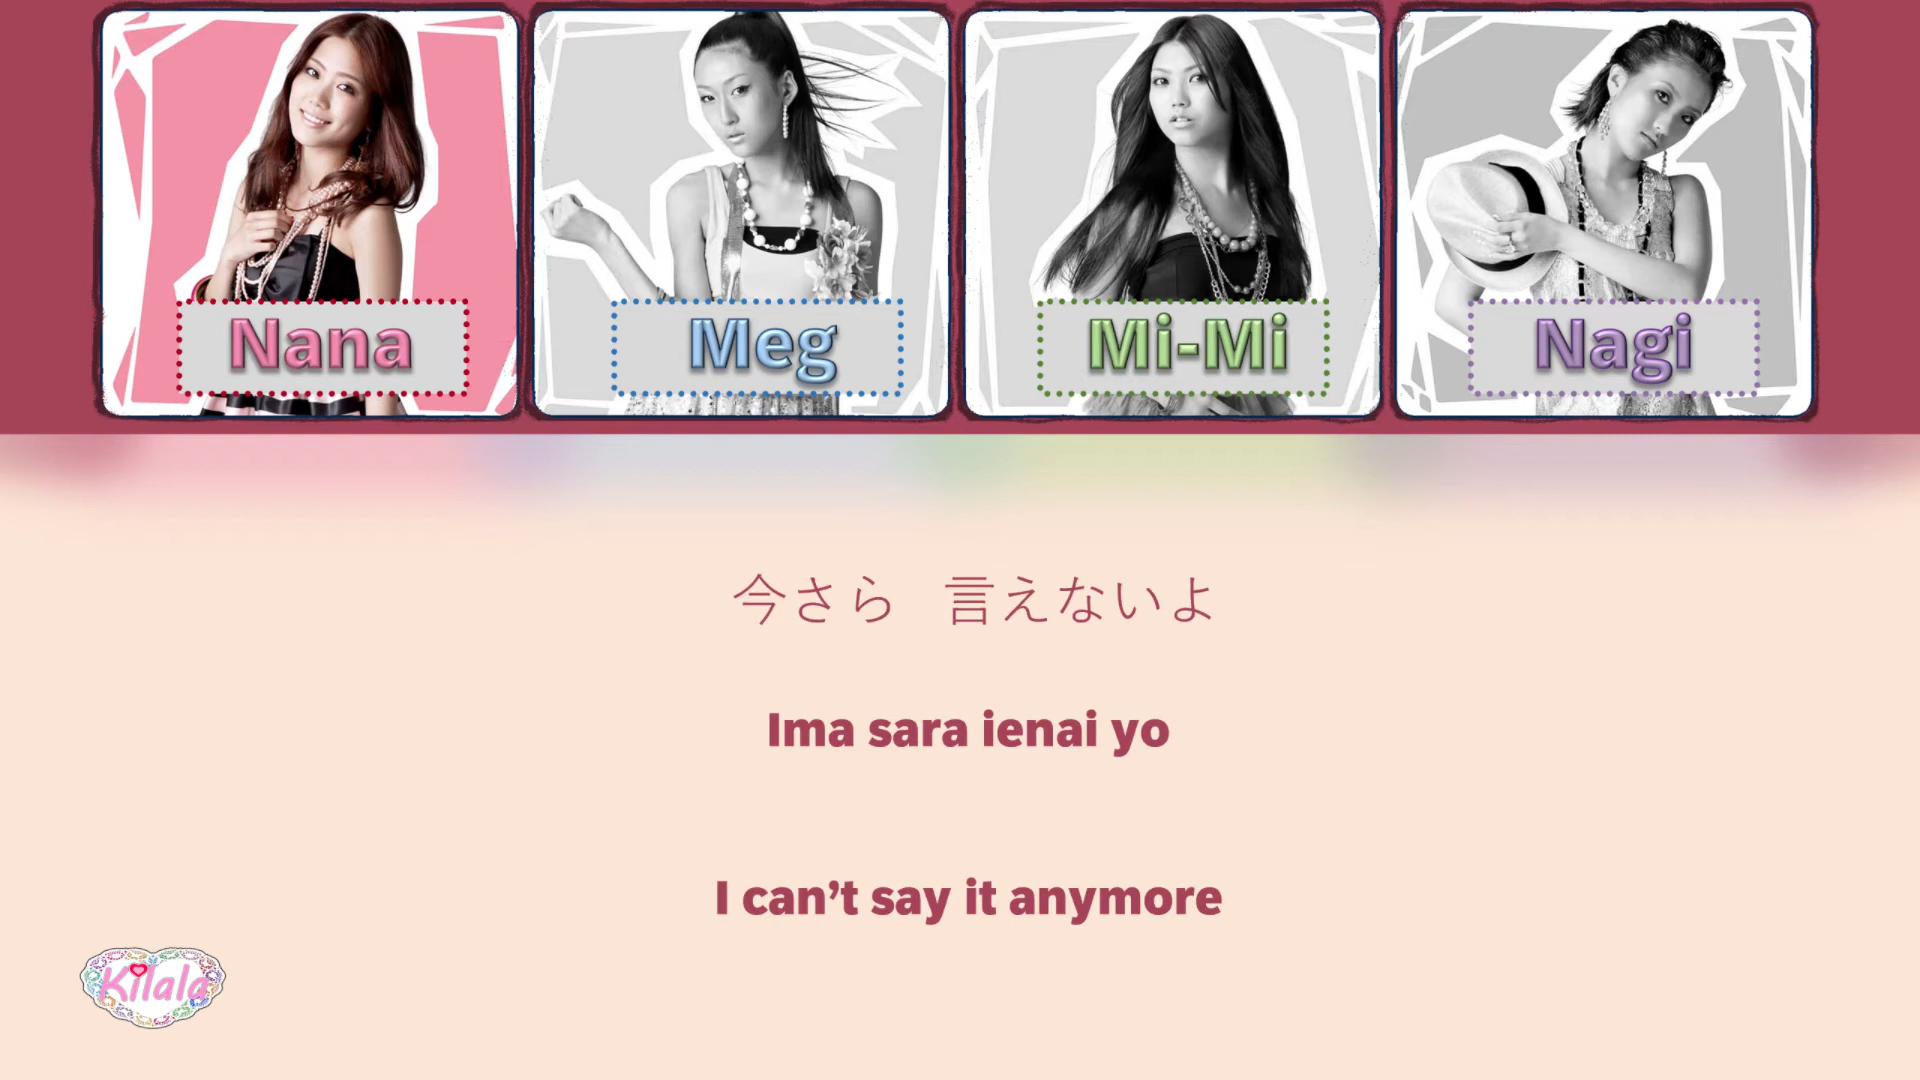 Nana
Meg
Mi-Mi
Nagi
今さら 言えないよ
Ima sara ienai yo
I can’t say it anymore
Kilala